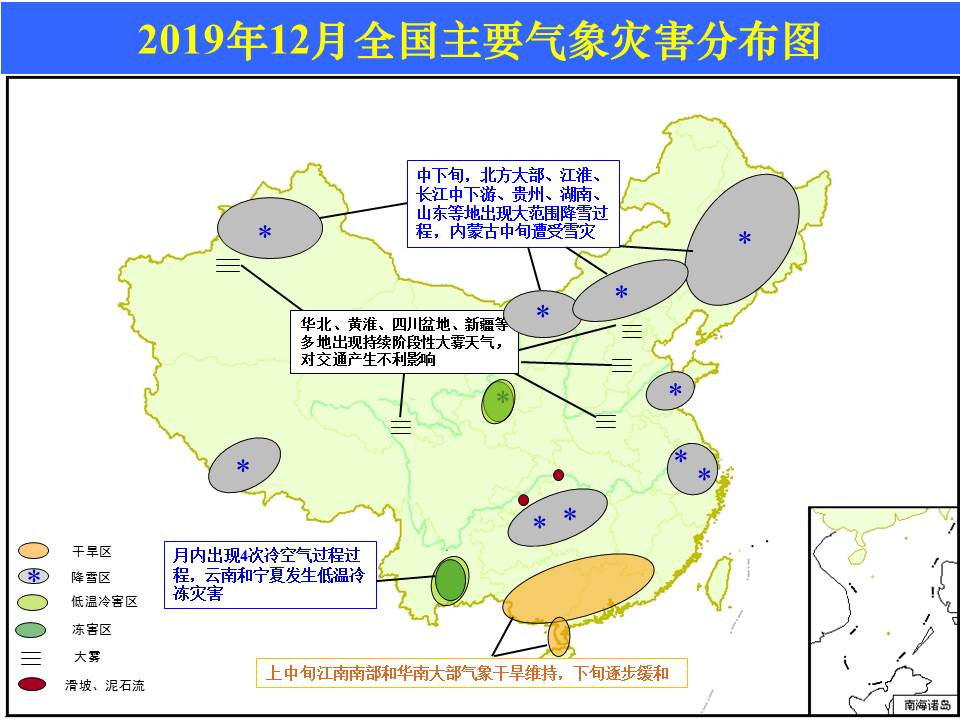 2019年12月全国主要气象灾害分布图
中下旬，北方大部、江淮、
长江中下游、贵州、湖南、
山东等地出现大范围降雪过
程，内蒙古中旬遭受雪灾
华北、黄淮、四川盆地、新疆等
多地出现持续阶段性大雾天气，
对交通产生不利影响
月内出现4次冷空气过程过
程，云南和宁夏发生低温冷
冻灾害
上中旬江南南部和华南大部气象干旱维持，下旬逐步缓和
干旱区
降雪区
低温冷害区
冻害区
大雾
滑坡、泥石流
南海诸岛